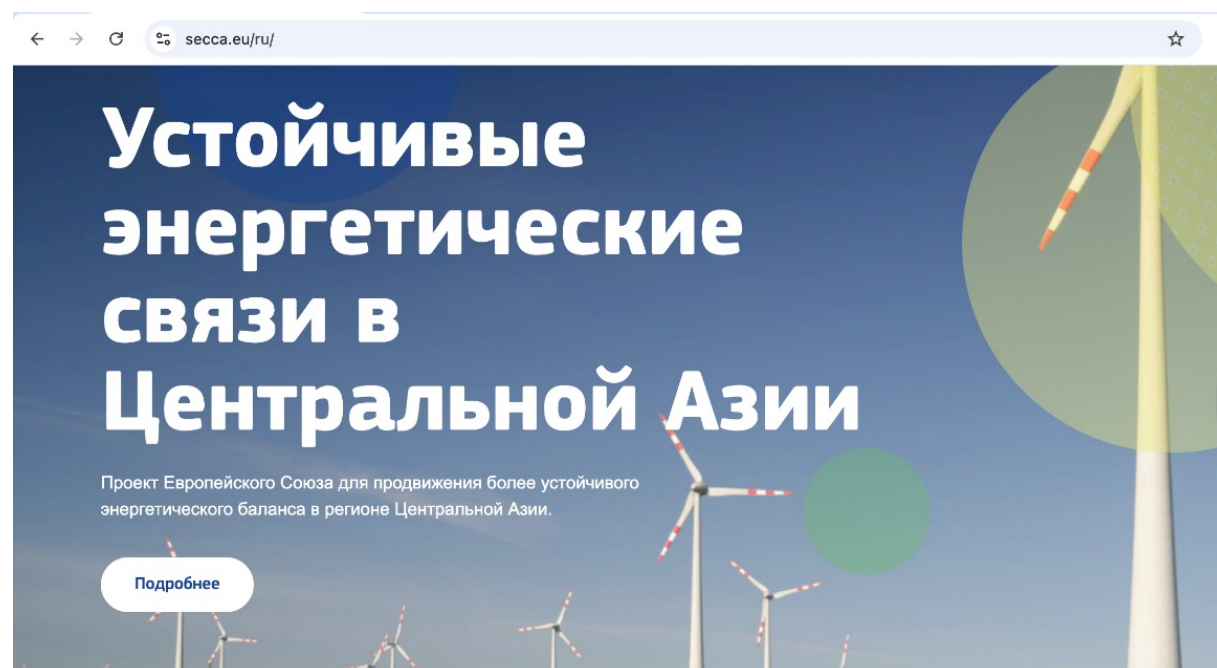 secca.eu/ru/
Устойчивые
энергетические
связи в
Центральной Азии
Проект Европейского Союза для продвижения более устойчивого
энергетического баланса в регионе Центральной Азии.
Подробнее